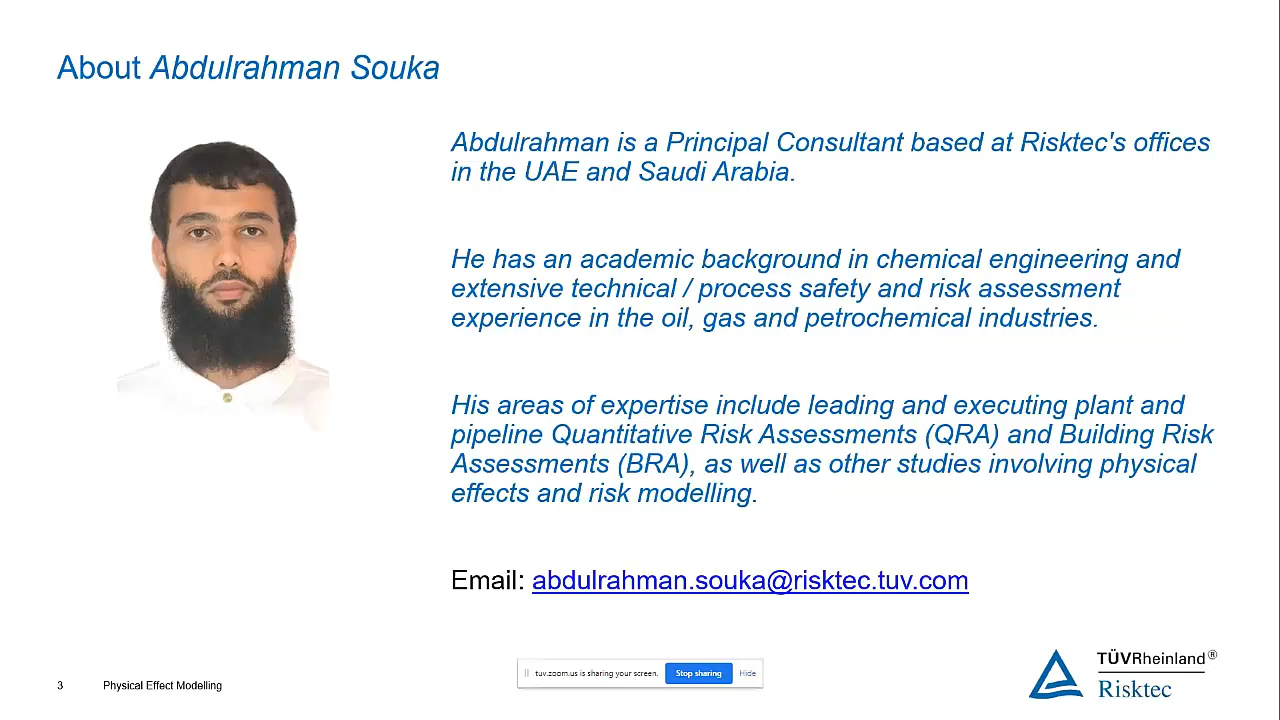 About Abdulrahman Souka
Abdulrahman is a Principal Consultant based at Risktec's offices
in the UAE and Saudi Arabia.
He has an academic background in chemical engineering and
extensive technical / process safety and risk assessment
experience in the oil, gas and petrochemical industries.
His areas of expertise include leading and executing plant and
pipeline Quantitative Risk Assessments (QRA) and Building Risk
Assessments (BRA), as well as other studies involving physical
effects and risk modelling.
Email: abdulrahman.souka@risktec.tuv.com
3 Physical Effect Modelling
tuv.zoom.us is sharing your screen. Stop sharing Hide
TÜVRheinland®
Risktec